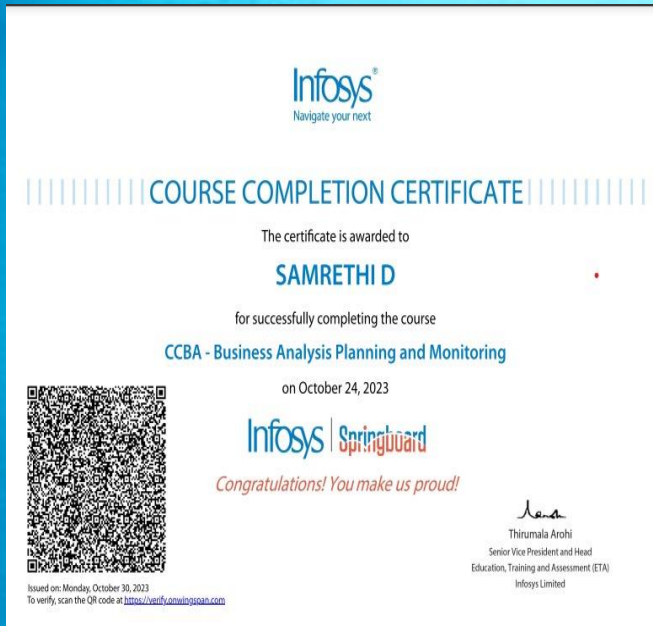 Infosys®
Navigate your next
COURSE COMPLETION CERTIFICATE
The certificate is awarded to
SAMRETHI D
for successfully completing the course
CCBA - Business Analysis Planning and Monitoring
on October 24, 2023
Infosys | Springboard
Congratulations! You make us proud!
Thirumala Arohi
Senior Vice President and Head
Education, Training and Assessment (ETA)
Infosys Limited
Issued on: Monday, October 30, 2023
To verify, scan the QR code at https://verify.onwingspan.com